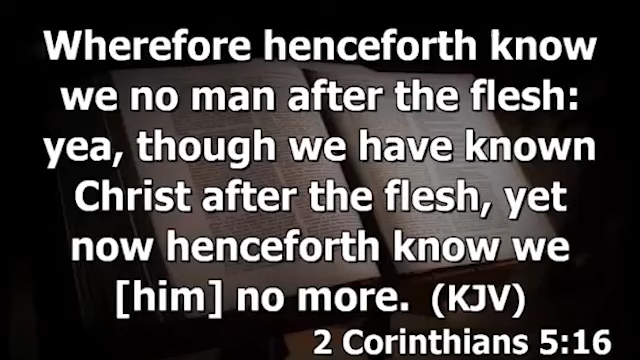 Wherefore henceforth know
we no man after the flesh:
yea, though we have known
Christ after the flesh, yet
now henceforth know we
[him] no more. (KJV)
2 Corinthians 5:16